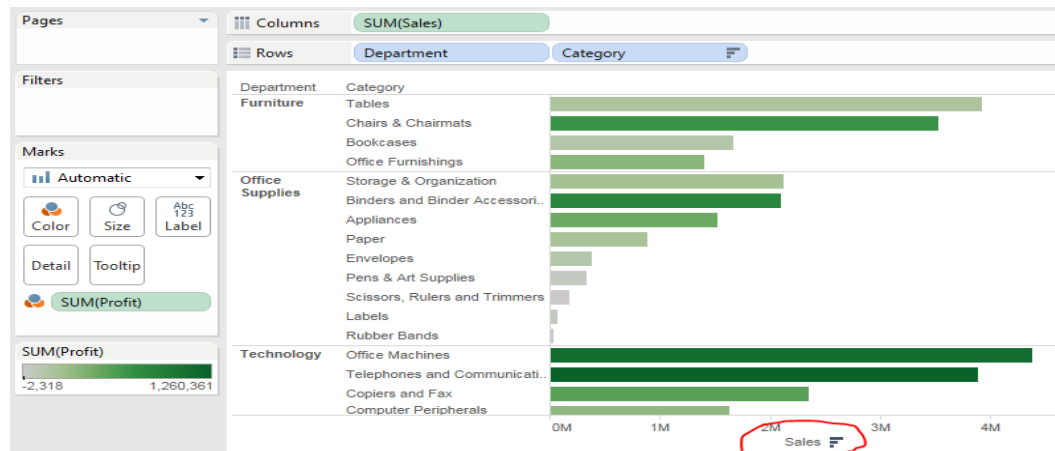 Pages
Columns SUM(Sales)
Rows Department Category
Filters
Marks
Automatic
Color Size Abc 123 Label
Detail Tooltip
SUM(Profit)
SUM(Profit)
-2,318 1,260,361
Department Category
Furniture Tables
Chairs & Chairmats
Bookcases
Office Furnishings
Office Supplies Storage & Organization
Binders and Binder Accessori..
Appliances
Paper
Envelopes
Pens & Art Supplies
Scissors, Rulers and Trimmers
Labels
Rubber Bands
Technology Office Machines
Telephones and Communicati..
Copiers and Fax
Computer Peripherals
0M 1M 2M 3M 4M
Sales